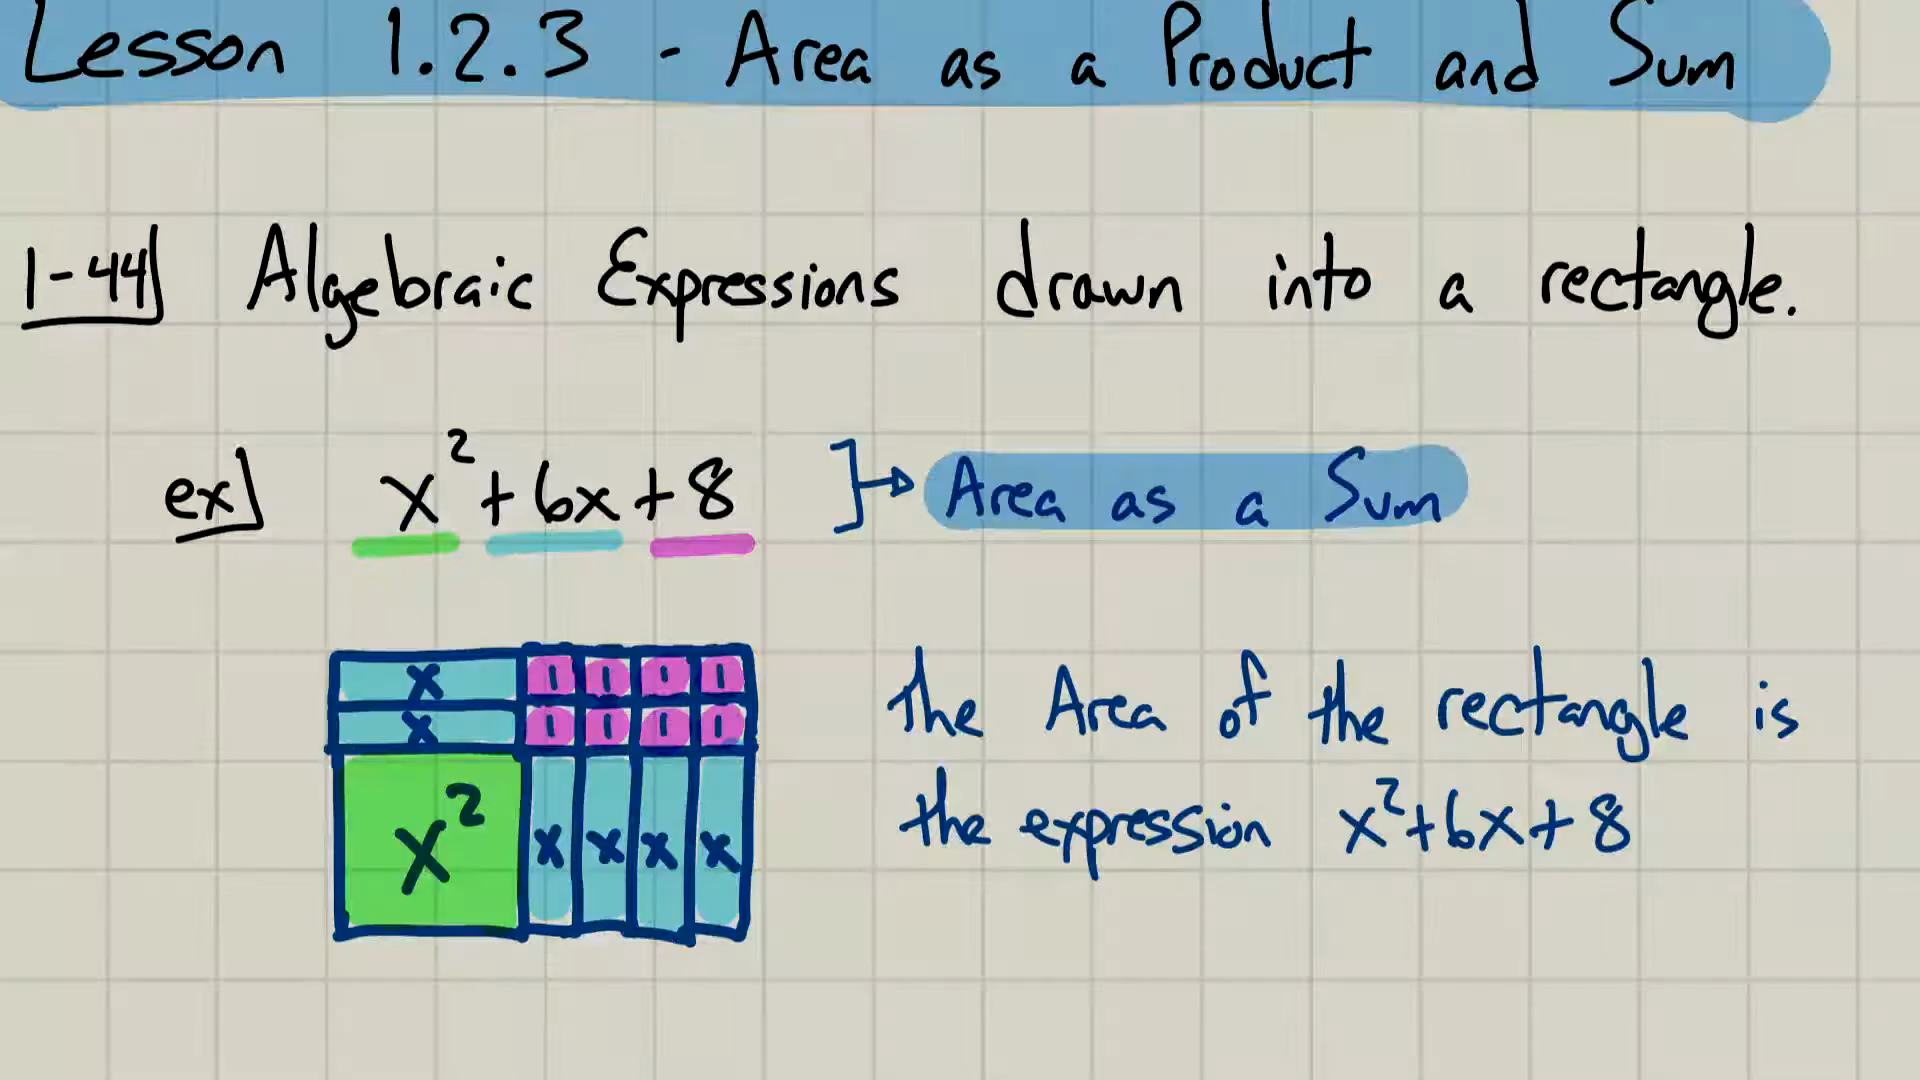 Lesson 1.2.3 - Area as a Product and Sum
1-44 Algebraic Expressions drawn into a rectangle.
ex x²+6x+8 → Area as a Sum
x 1 1 1 1
x 1 1 1 1
x² x x x x
the Area of the rectangle is
the expression x²+6x+8